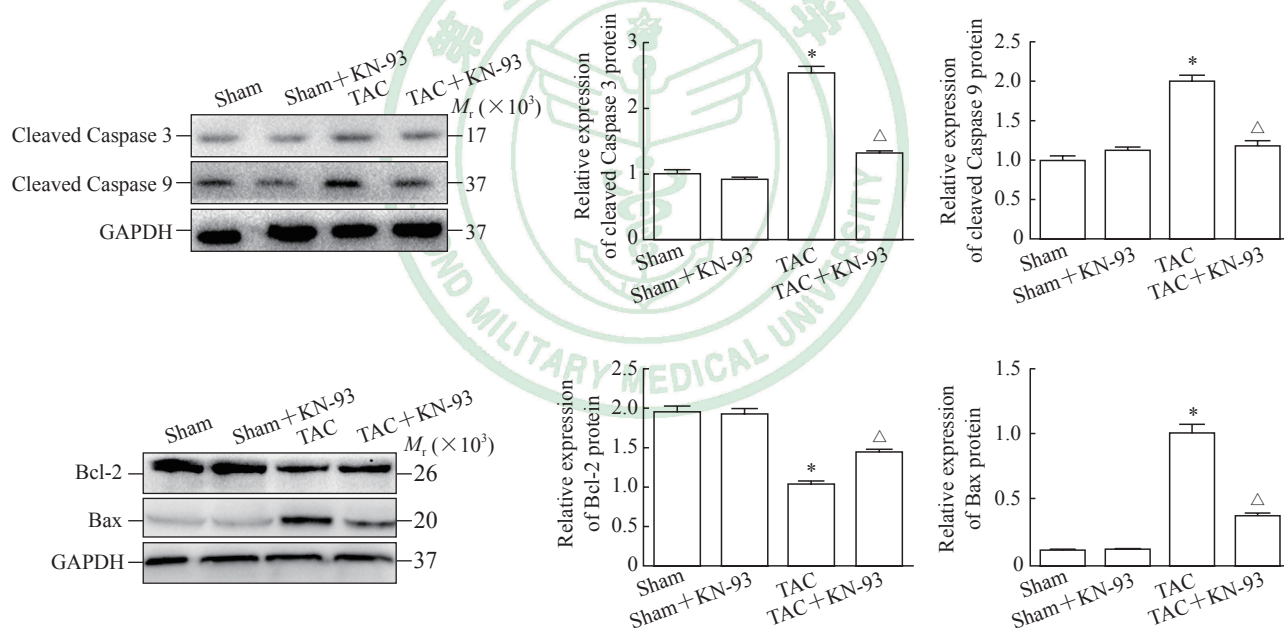 Sham
Sham+KN-93
TAC
TAC+KN-93
Mr (×10³)
Cleaved Caspase 3
17
Cleaved Caspase 9
37
GAPDH
37
Relative expression
of cleaved Caspase 3 protein
3
2
1
0
*
△
Sham
Sham+KN-93
TAC
TAC+KN-93
Relative expression
of cleaved Caspase 9 protein
2.5
2.0
1.5
1.0
0.5
0
*
△
Sham
Sham+KN-93
TAC
TAC+KN-93
MILITARY MEDICAL UNIVERSITY
Sham
Sham+KN-93
TAC
TAC+KN-93
Mr (×10³)
Bcl-2
26
Bax
20
GAPDH
37
Relative expression
of Bcl-2 protein
2.5
2.0
1.5
1.0
0.5
0
*
△
Sham
Sham+KN-93
TAC
TAC+KN-93
Relative expression
of Bax protein
1.5
1.0
0.5
0
*
△
Sham
Sham+KN-93
TAC
TAC+KN-93